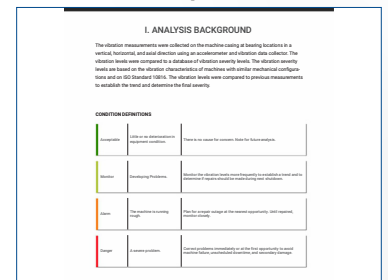 I. ANALYSIS BACKGROUND
The vibration measurements were collected on the machine casing at bearing locations in a
vertical, horizontal, and axial direction using an accelerometer and vibration data collector. The
vibration levels were compared to a database of vibration severity levels. The vibration severity
levels are based on the vibration characteristics of machines with similar mechanical configura-
tions and on ISO Standard 10816. The vibration levels were compared to previous measurements
to establish the trend and determine the final severity.
CONDITION DEFINITIONS
Acceptable
Little or no deterioration in
equipment condition.
There is no cause for concern. Note for future analysis.
Monitor
Developing Problems.
Monitor the vibration levels more frequently to establish a trend and to
determine if repairs should be made during next shutdown.
Alarm
The machine is running
rough.
Plan for a repair outage at the nearest opportunity. Until repaired,
monitor closely.
Danger
A severe problem.
Correct problems immediately or at the first opportunity to avoid
machine failure, unscheduled downtime, and secondary damage